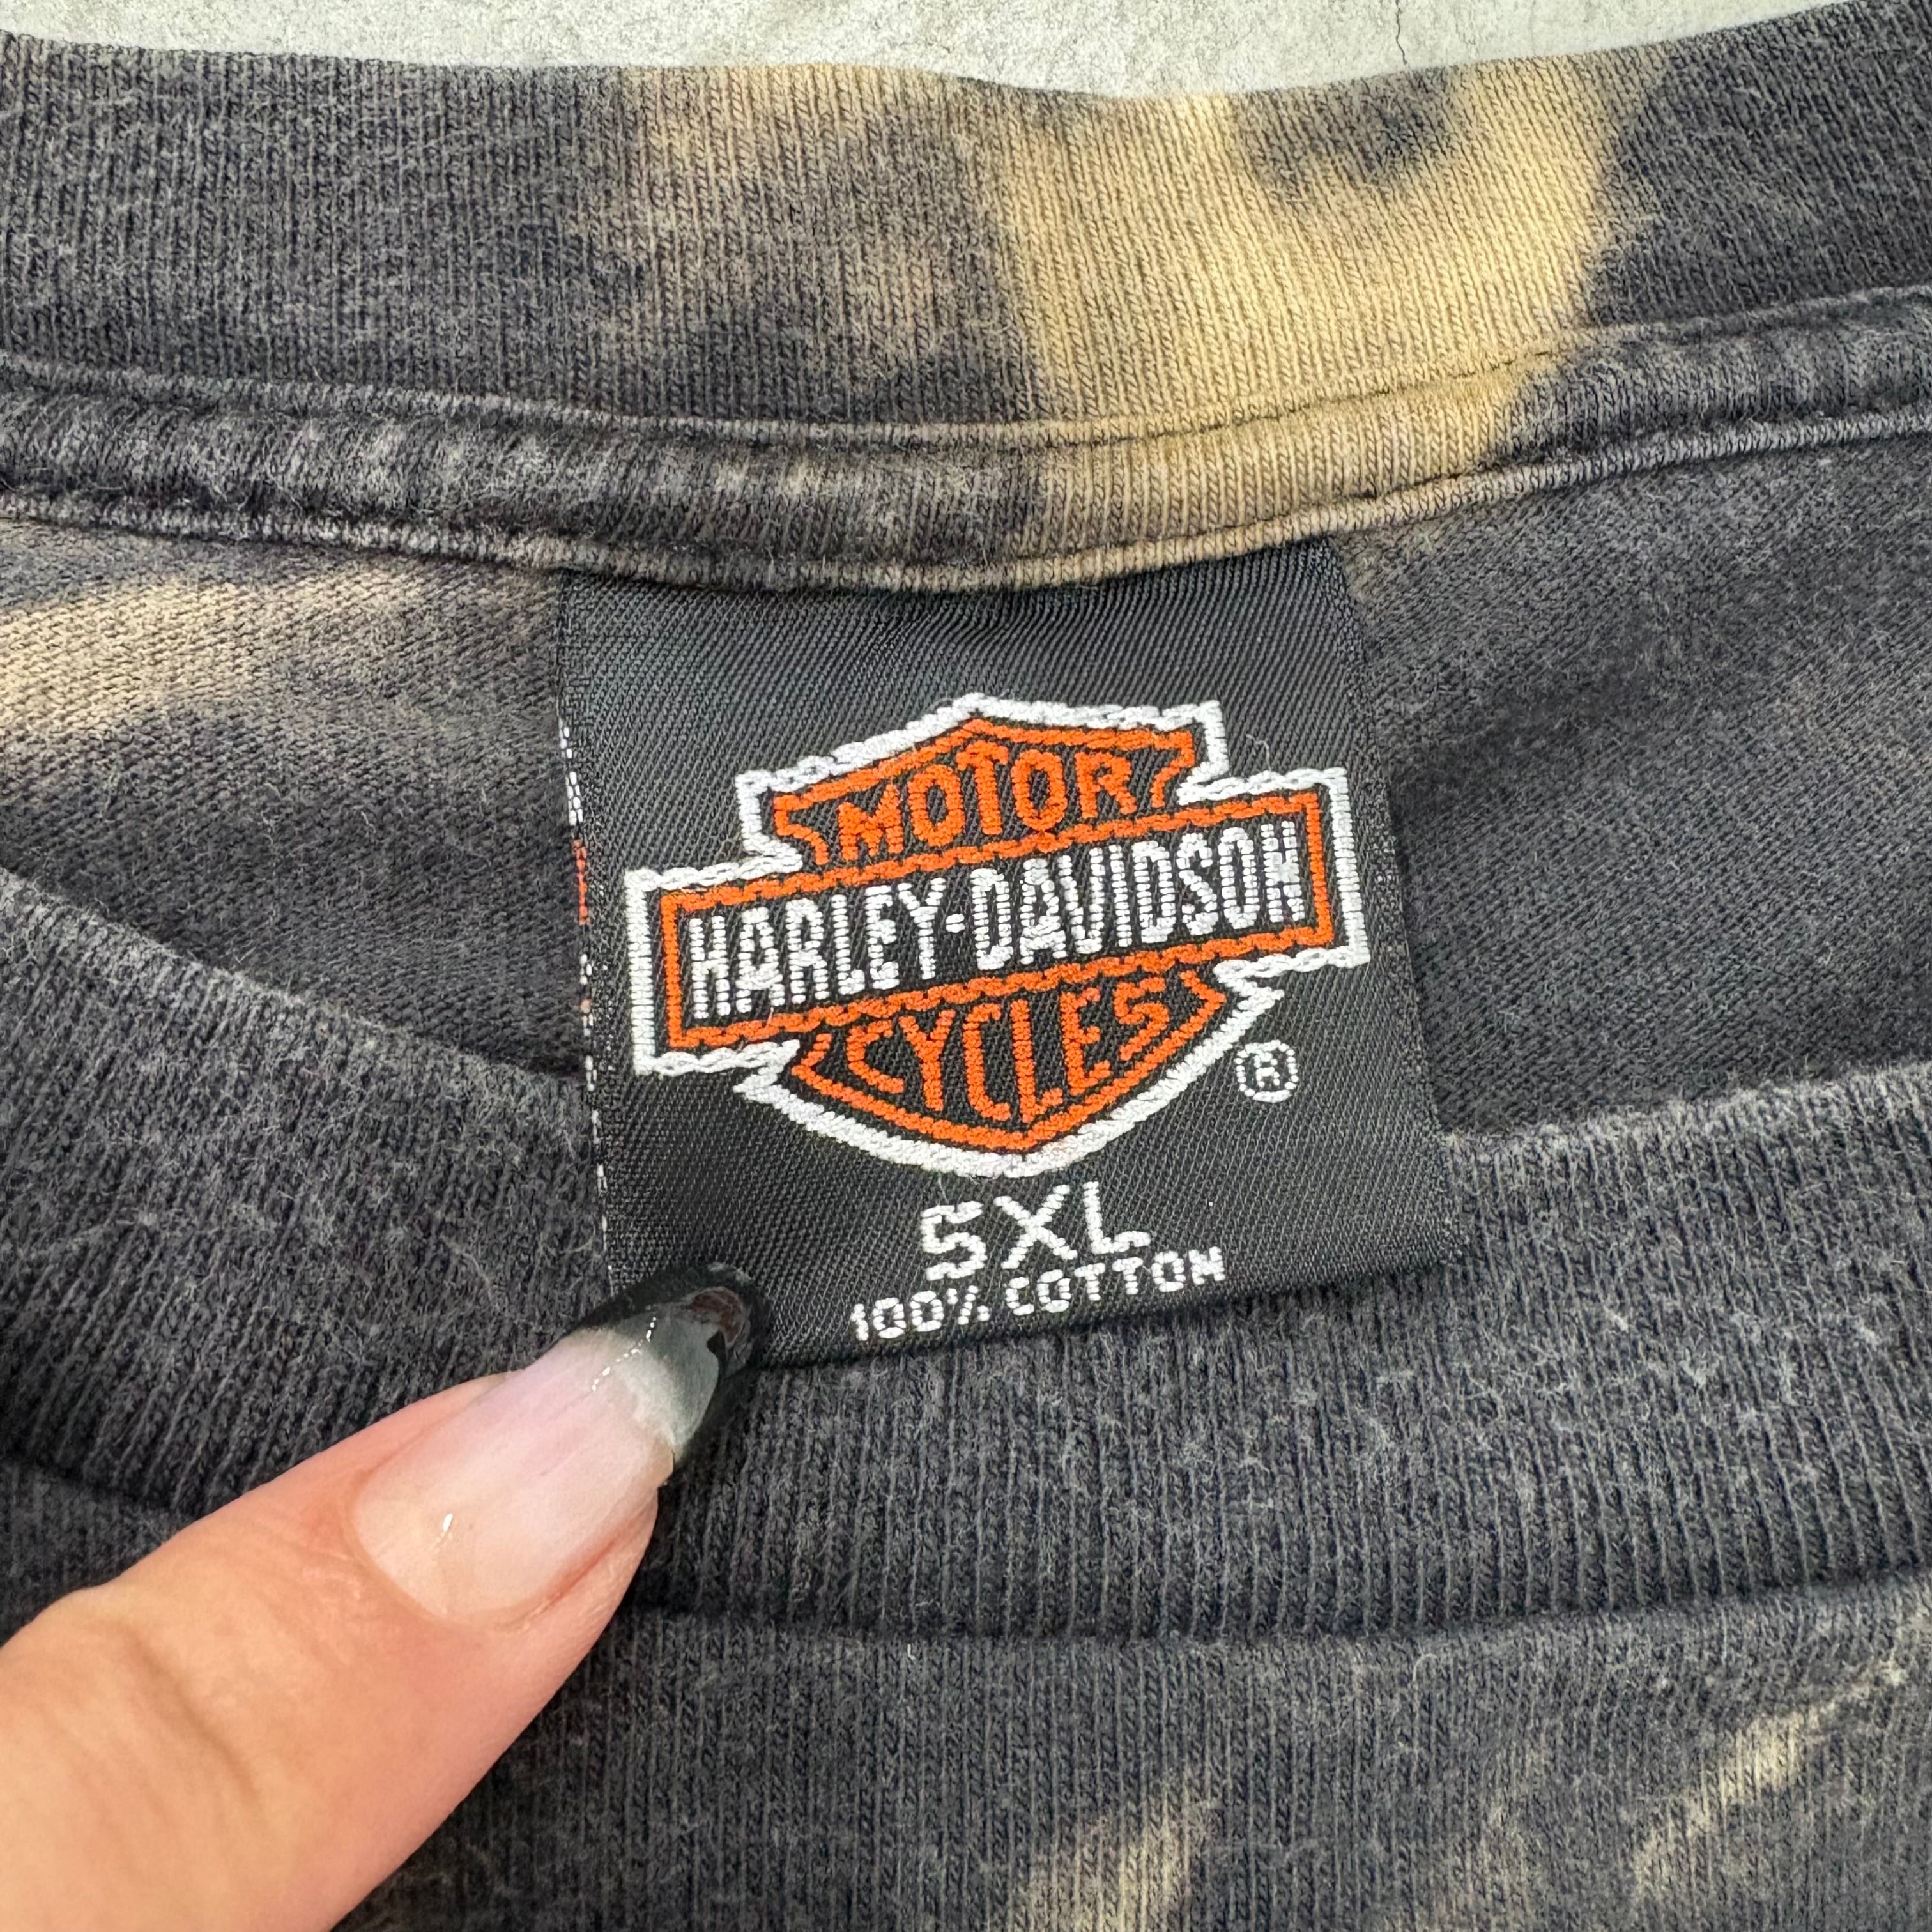 MOTOR
HARLEY-DAVIDSON
CYCLES
®
5XL
100% COTTON